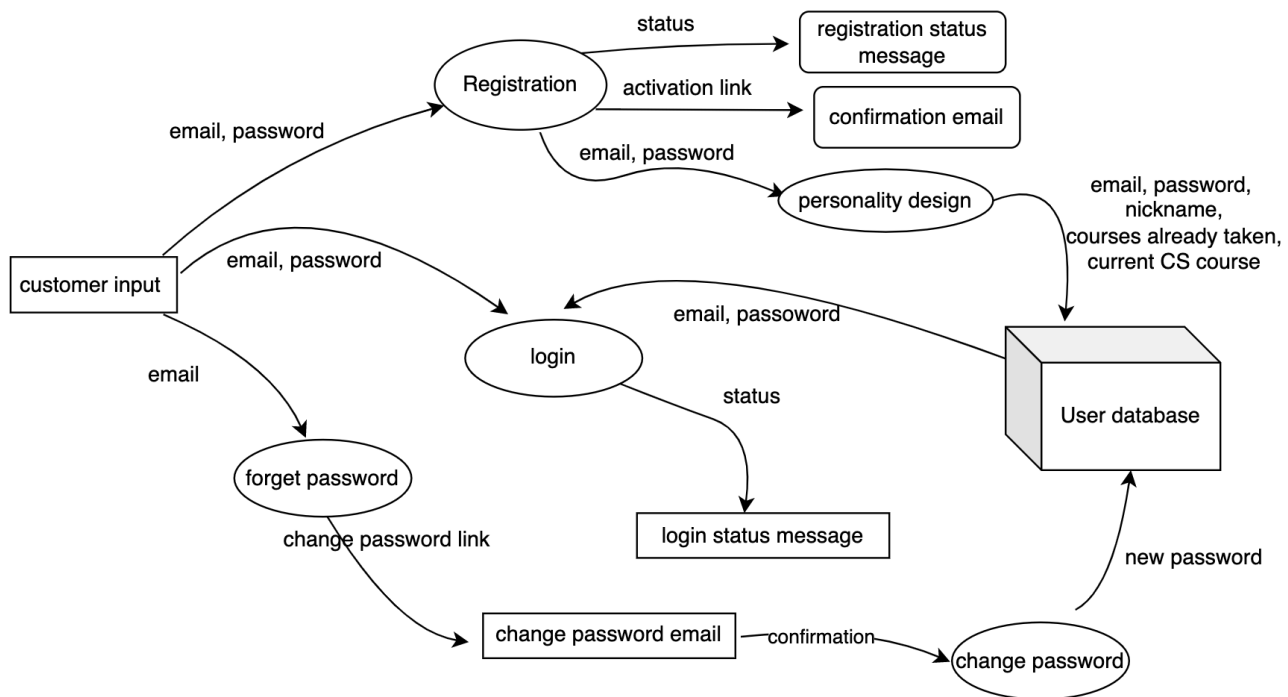 status
registration status
message
Registration
activation link
confirmation email
email, password
email, password
personality design
email, password,
nickname,
courses already taken,
current CS course
email, password
customer input
email, passoword
login
email
status
User database
forget password
change password link
login status message
new password
change password email
confirmation
change password